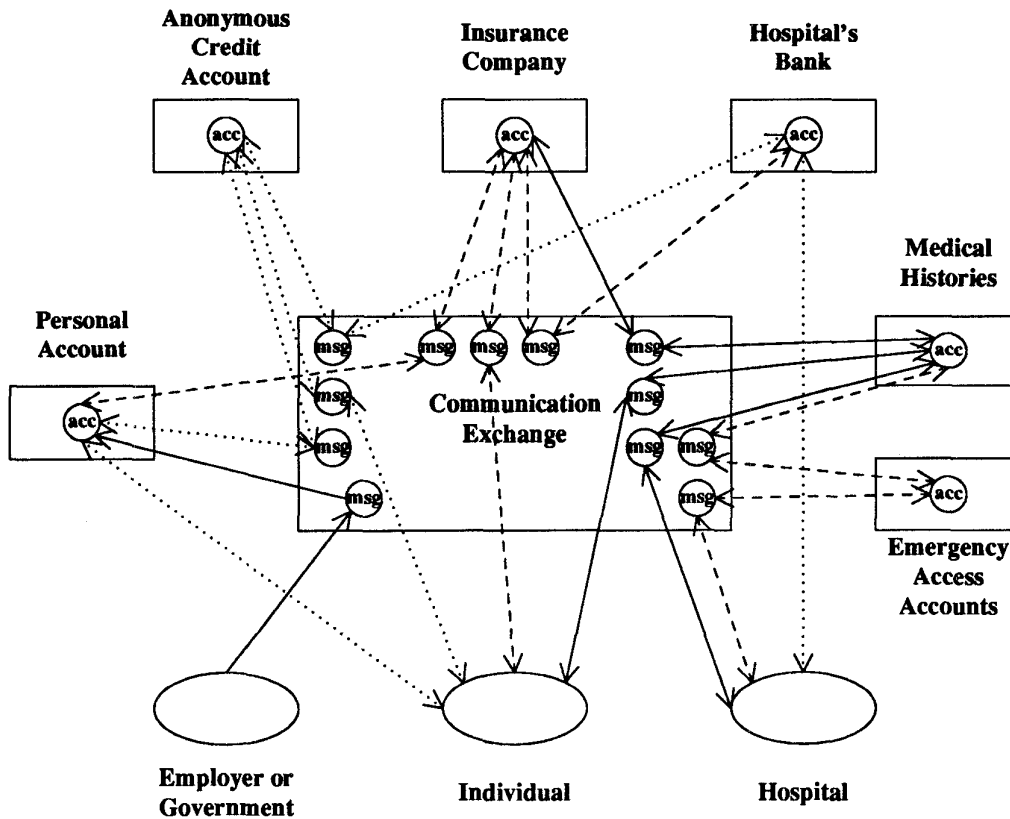 Anonymous
Credit
Account
Insurance
Company
Hospital's
Bank
acc
acc
acc
Medical
Histories
Personal
Account
msg
msg
msg
msg
msg
acc
msg
Communication
Exchange
msg
acc
msg
msg
msg
msg
msg
acc
Emergency
Access
Accounts
Employer or
Government
Individual
Hospital